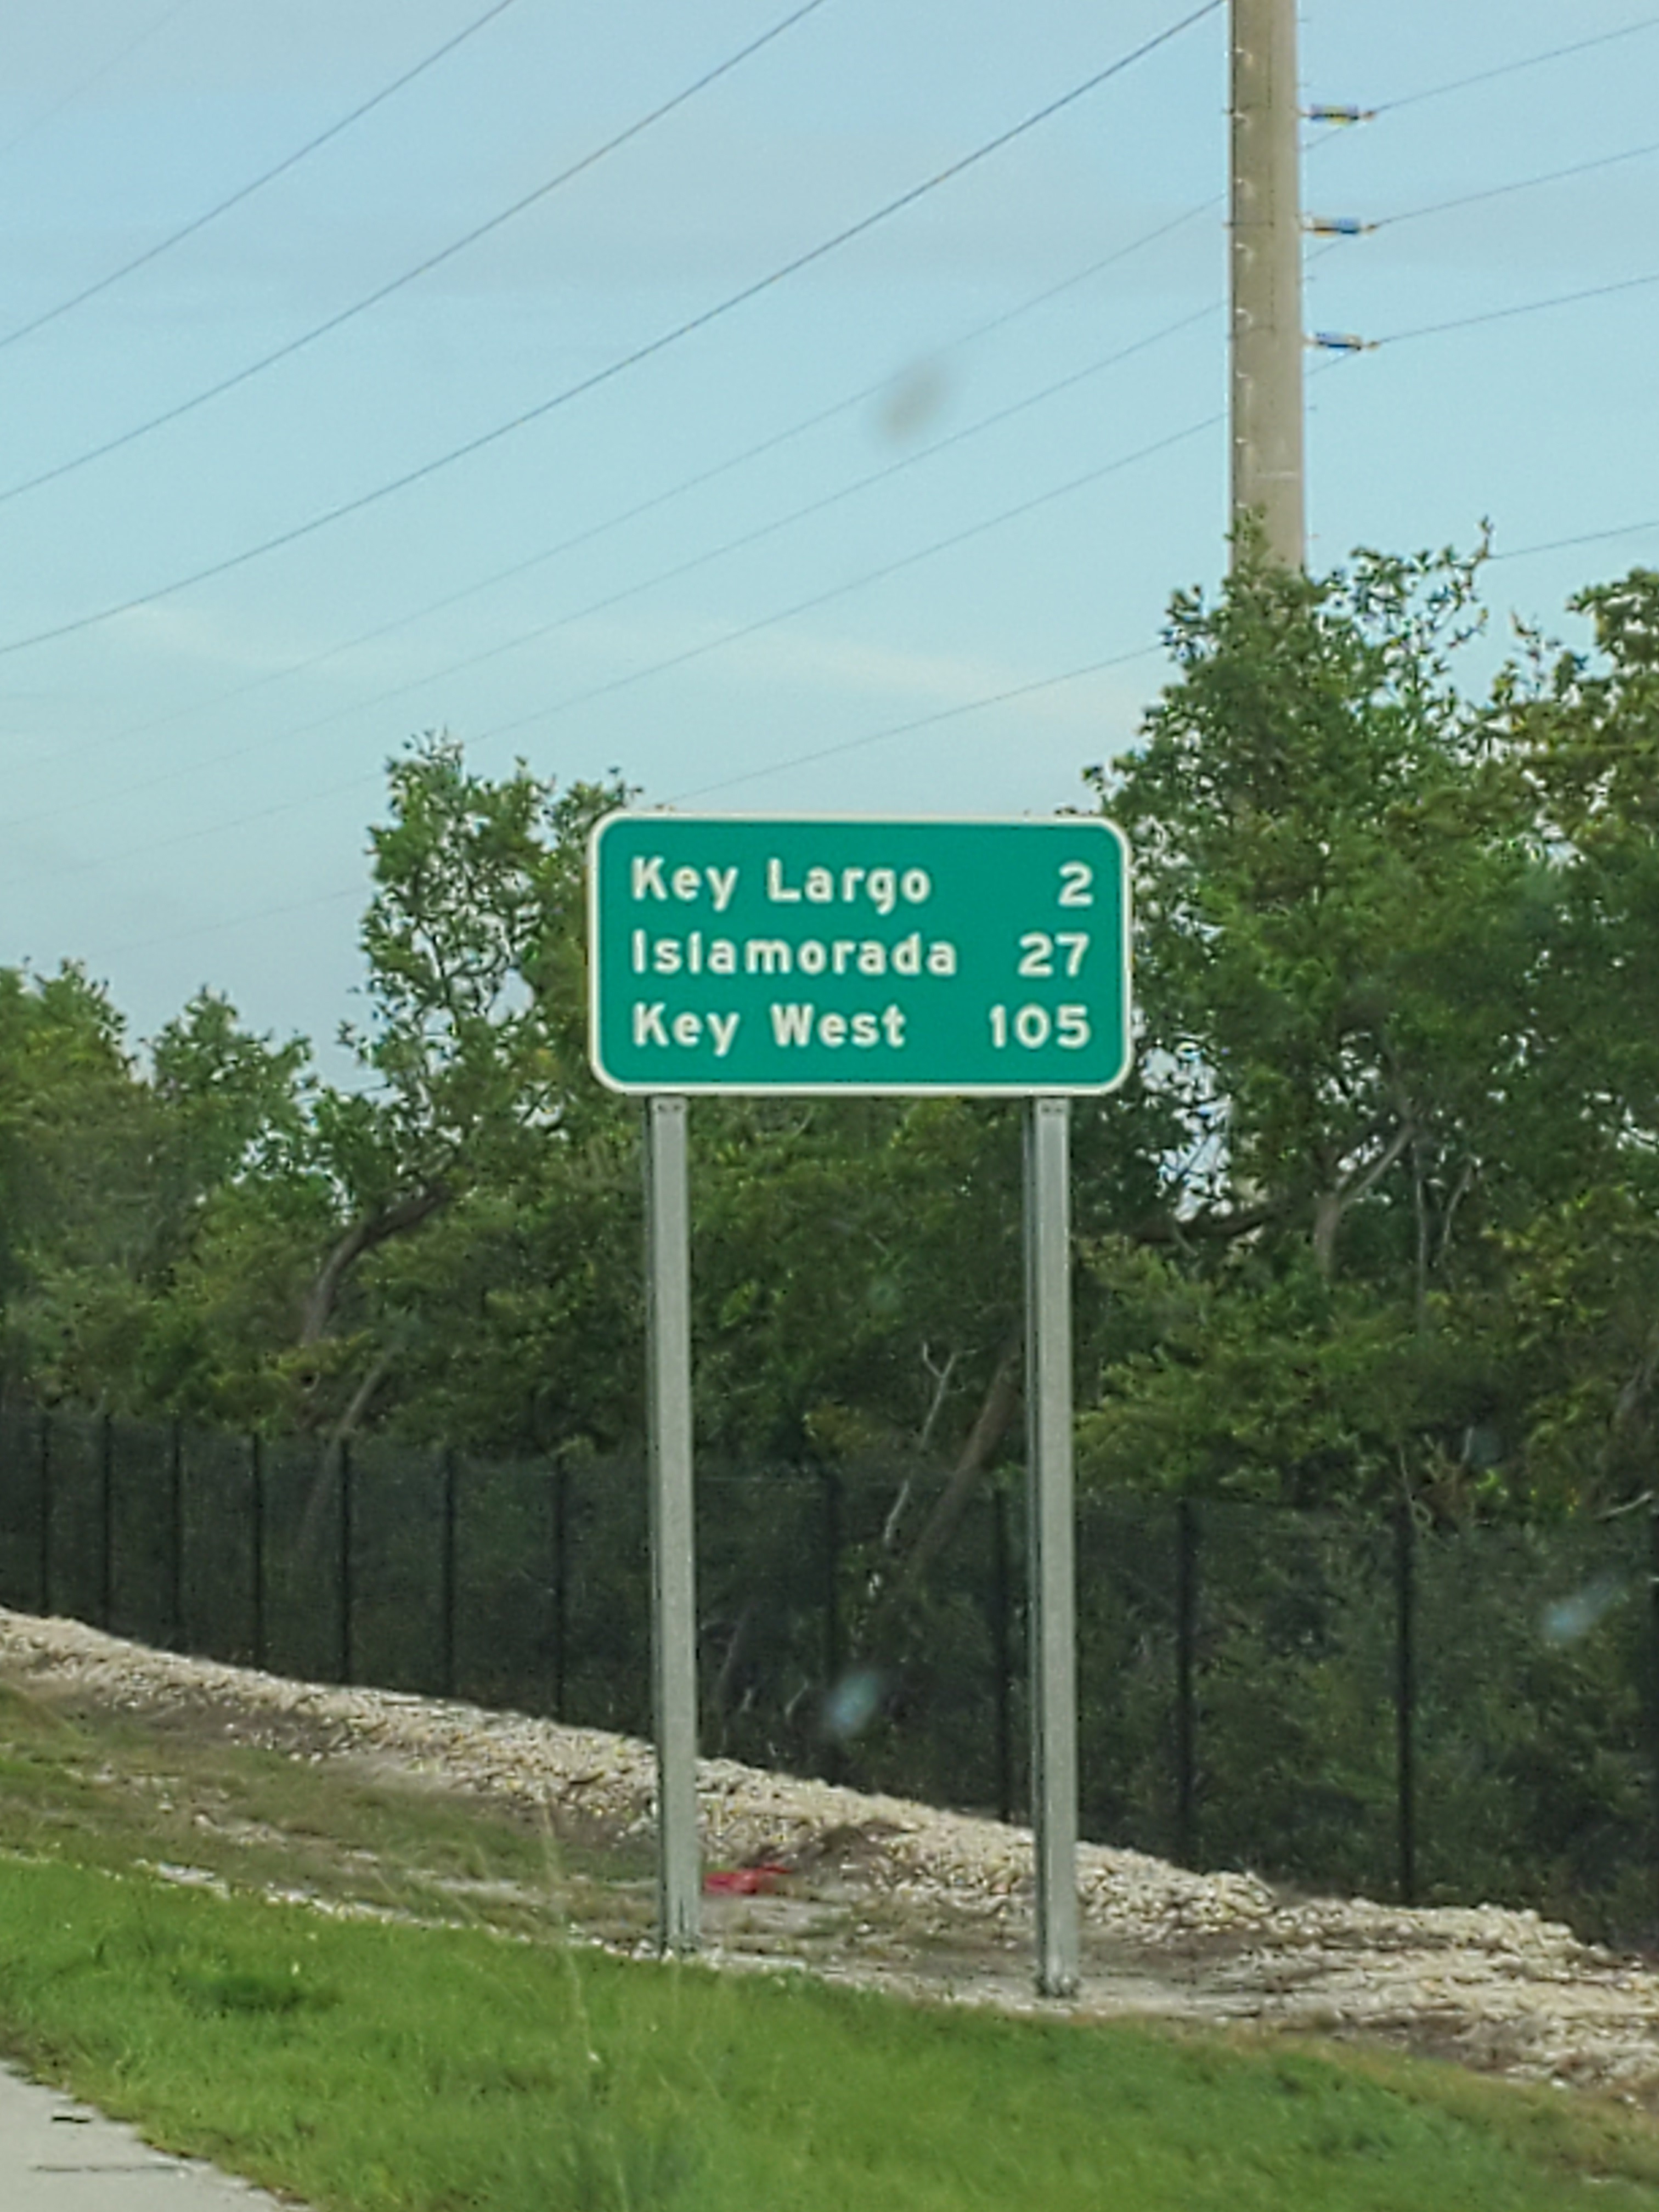 Key Largo 2
Islamorada 27
Key West 105